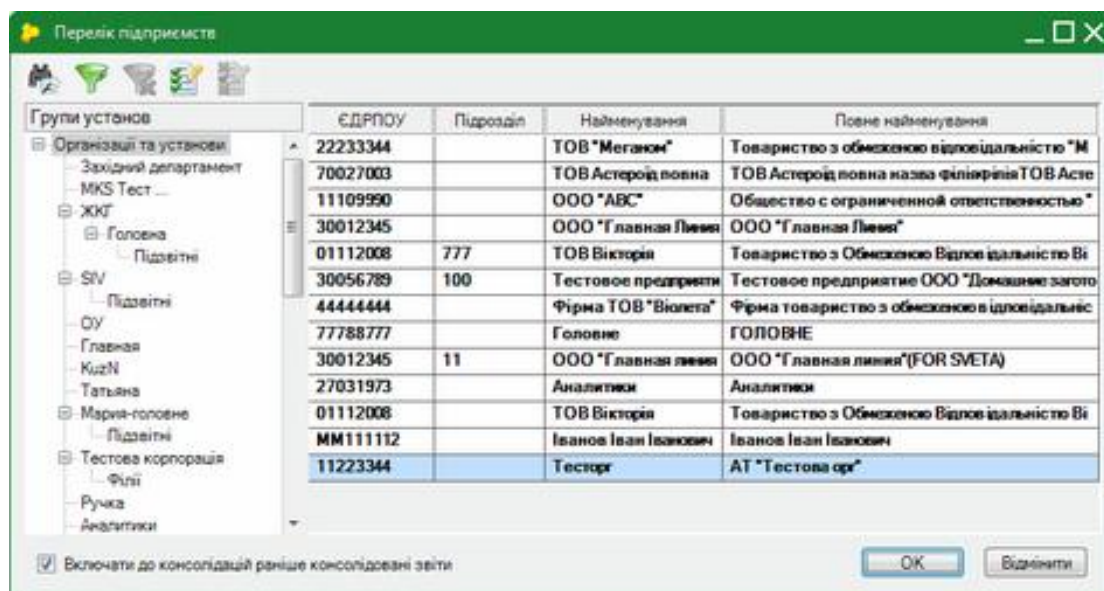 Перелік підприємств
Групи установ
Організації та установи
Західний департамент
MKS Тест ...
ЖКГ
Головна
Підзвітні
SIV
Підзвітні
ОУ
Главная
KuzN
Татьяна
Мария-головне
Підзвітні
Тестова корпорація
Філії
Ручка
Аналитики
ЄДРПОУ Підрозділ Найменування Повне найменування
22233344 ТОВ "Меганом" Товариство з обмеженою відповідальністю "М
70027003 ТОВ Астероїд повна ТОВ Астероїд повна назва філіяфілія ТОВ Асте
11109990 ООО "АВС" Общество с ограниченной ответственностью "
30012345 ООО "Главная Линия ООО "Главная Линия"
01112008 777 ТОВ Вікторія Товариство з Обмеженою Відповідальністю Ві
30056789 100 Тестовое предприяти Тестовое предприятие ООО "Домашние загото
44444444 Фірма ТОВ "Віолета" Фірма товариство з обмеженою відповідальніс
77788777 Головне ГОЛОВНЕ
30012345 11 ООО "Главная линия ООО "Главная линия"(FOR SVETA)
27031973 Аналитики Аналитики
01112008 ТОВ Вікторія Товариство з Обмеженою Відповідальністю Ві
ММ111112 Іванов Іван Іванович Іванов Іван Іванович
11223344 Тесторг АТ "Тестова орг"
Включати до консолідацій раніше консолідовані звіти
ОК
Відмінити